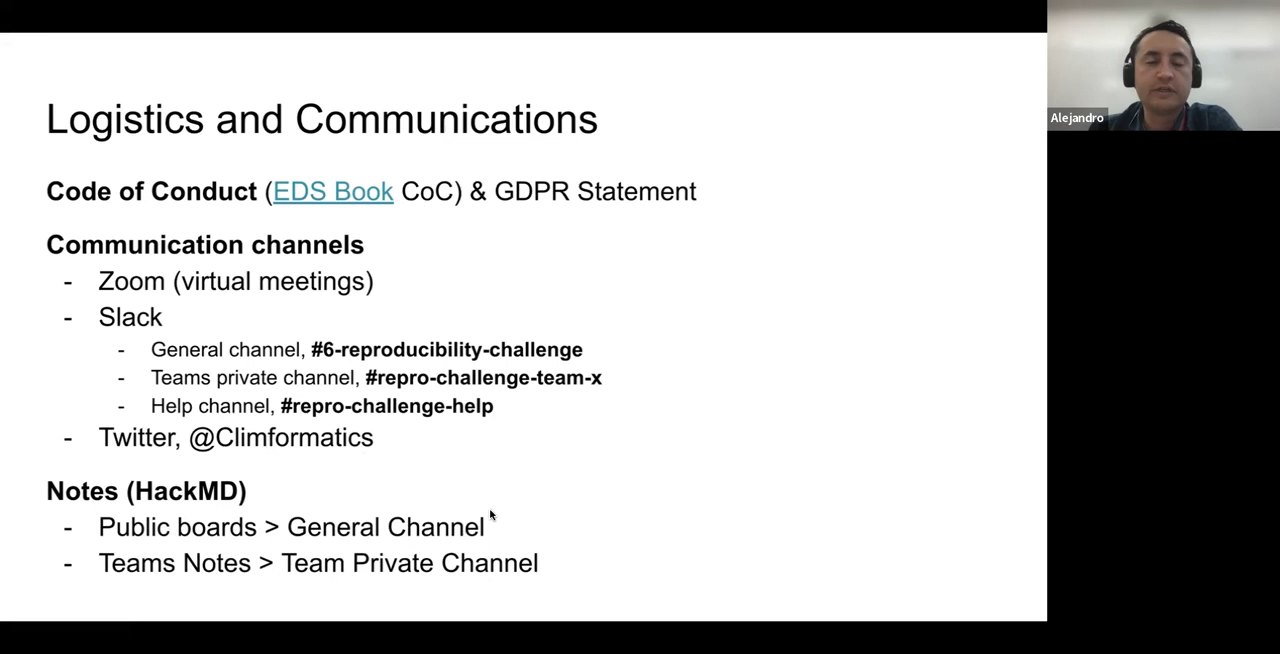 Logistics and Communications
Code of Conduct (EDS Book CoC) & GDPR Statement
Communication channels
- Zoom (virtual meetings)
- Slack
- General channel, #6-reproducibility-challenge
- Teams private channel, #repro-challenge-team-x
- Help channel, #repro-challenge-help
- Twitter, @Climformatics
Notes (HackMD)
- Public boards > General Channel
- Teams Notes > Team Private Channel
Alejandro